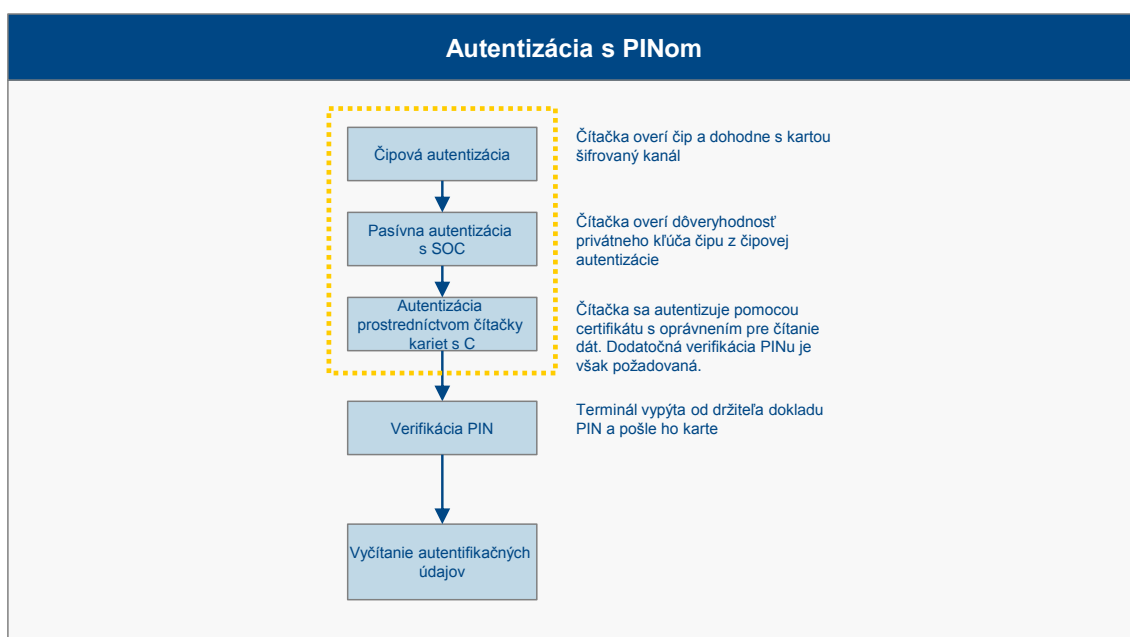 Autentizácia s PINom
Čipová autentizácia
Čítačka overí čip a dohodne s kartou
šifrovaný kanál
Pasívna autentizácia
s SOC
Čítačka overí dôveryhodnosť
privátneho kľúča čipu z čipovej
autentizácie
Autentizácia
prostredníctvom čítačky
kariet s C
Čítačka sa autentizuje pomocou
certifikátu s oprávnením pre čítanie
dát. Dodatočná verifikácia PINu je
však požadovaná.
Verifikácia PIN
Terminál vypýta od držiteľa dokladu
PIN a pošle ho karte
Vyčítanie autentifikačných
údajov